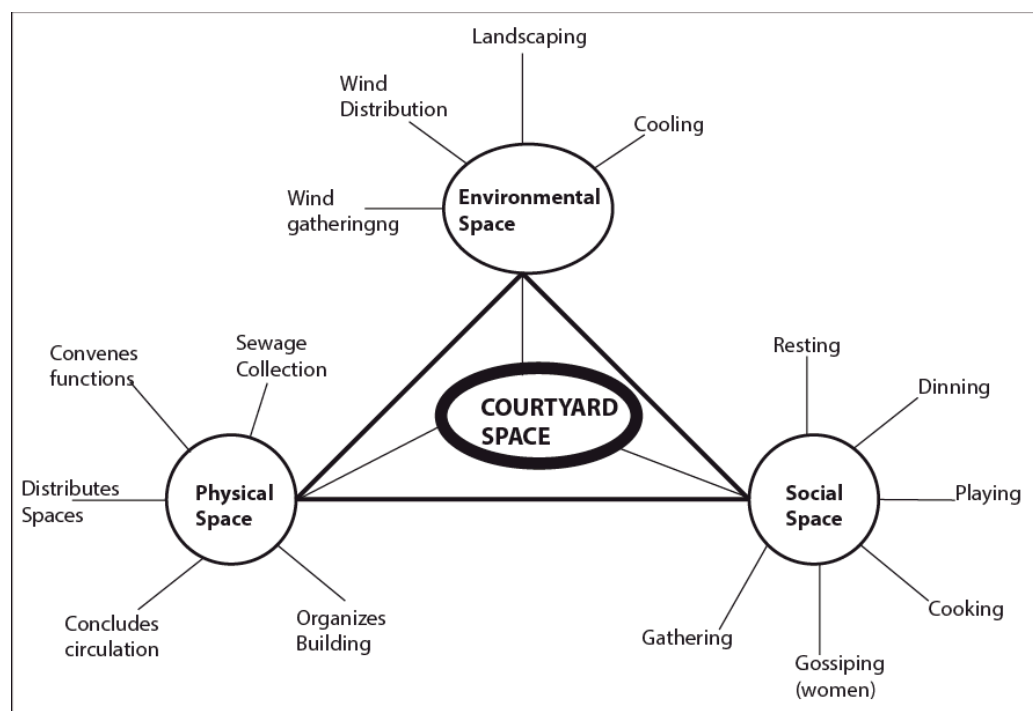 Landscaping
Wind
Distribution
Cooling
Wind
gatheringng
Environmental
Space
Convenes
functions
Sewage
Collection
Resting
Dinning
COURTYARD
SPACE
Distributes
Spaces
Physical
Space
Social
Space
Playing
Concludes
circulation
Organizes
Building
Gathering
Cooking
Gossiping
(women)